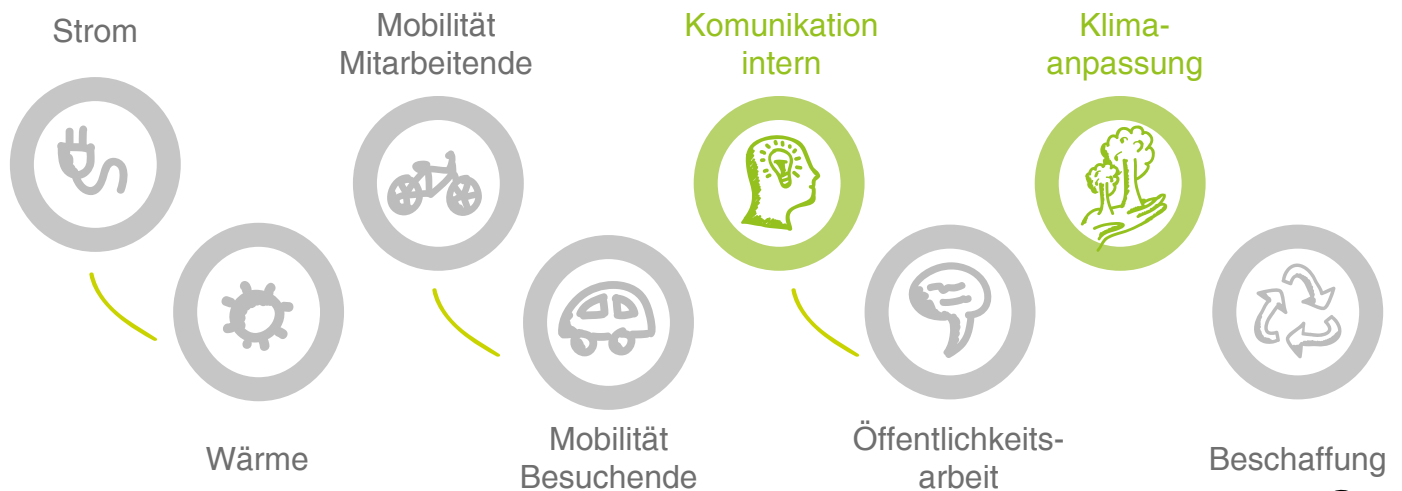 Strom
Mobilität
Mitarbeitende
Komunikation
intern
Klima-
anpassung
Wärme
Mobilität
Besuchende
Öffentlichkeits-
arbeit
Beschaffung